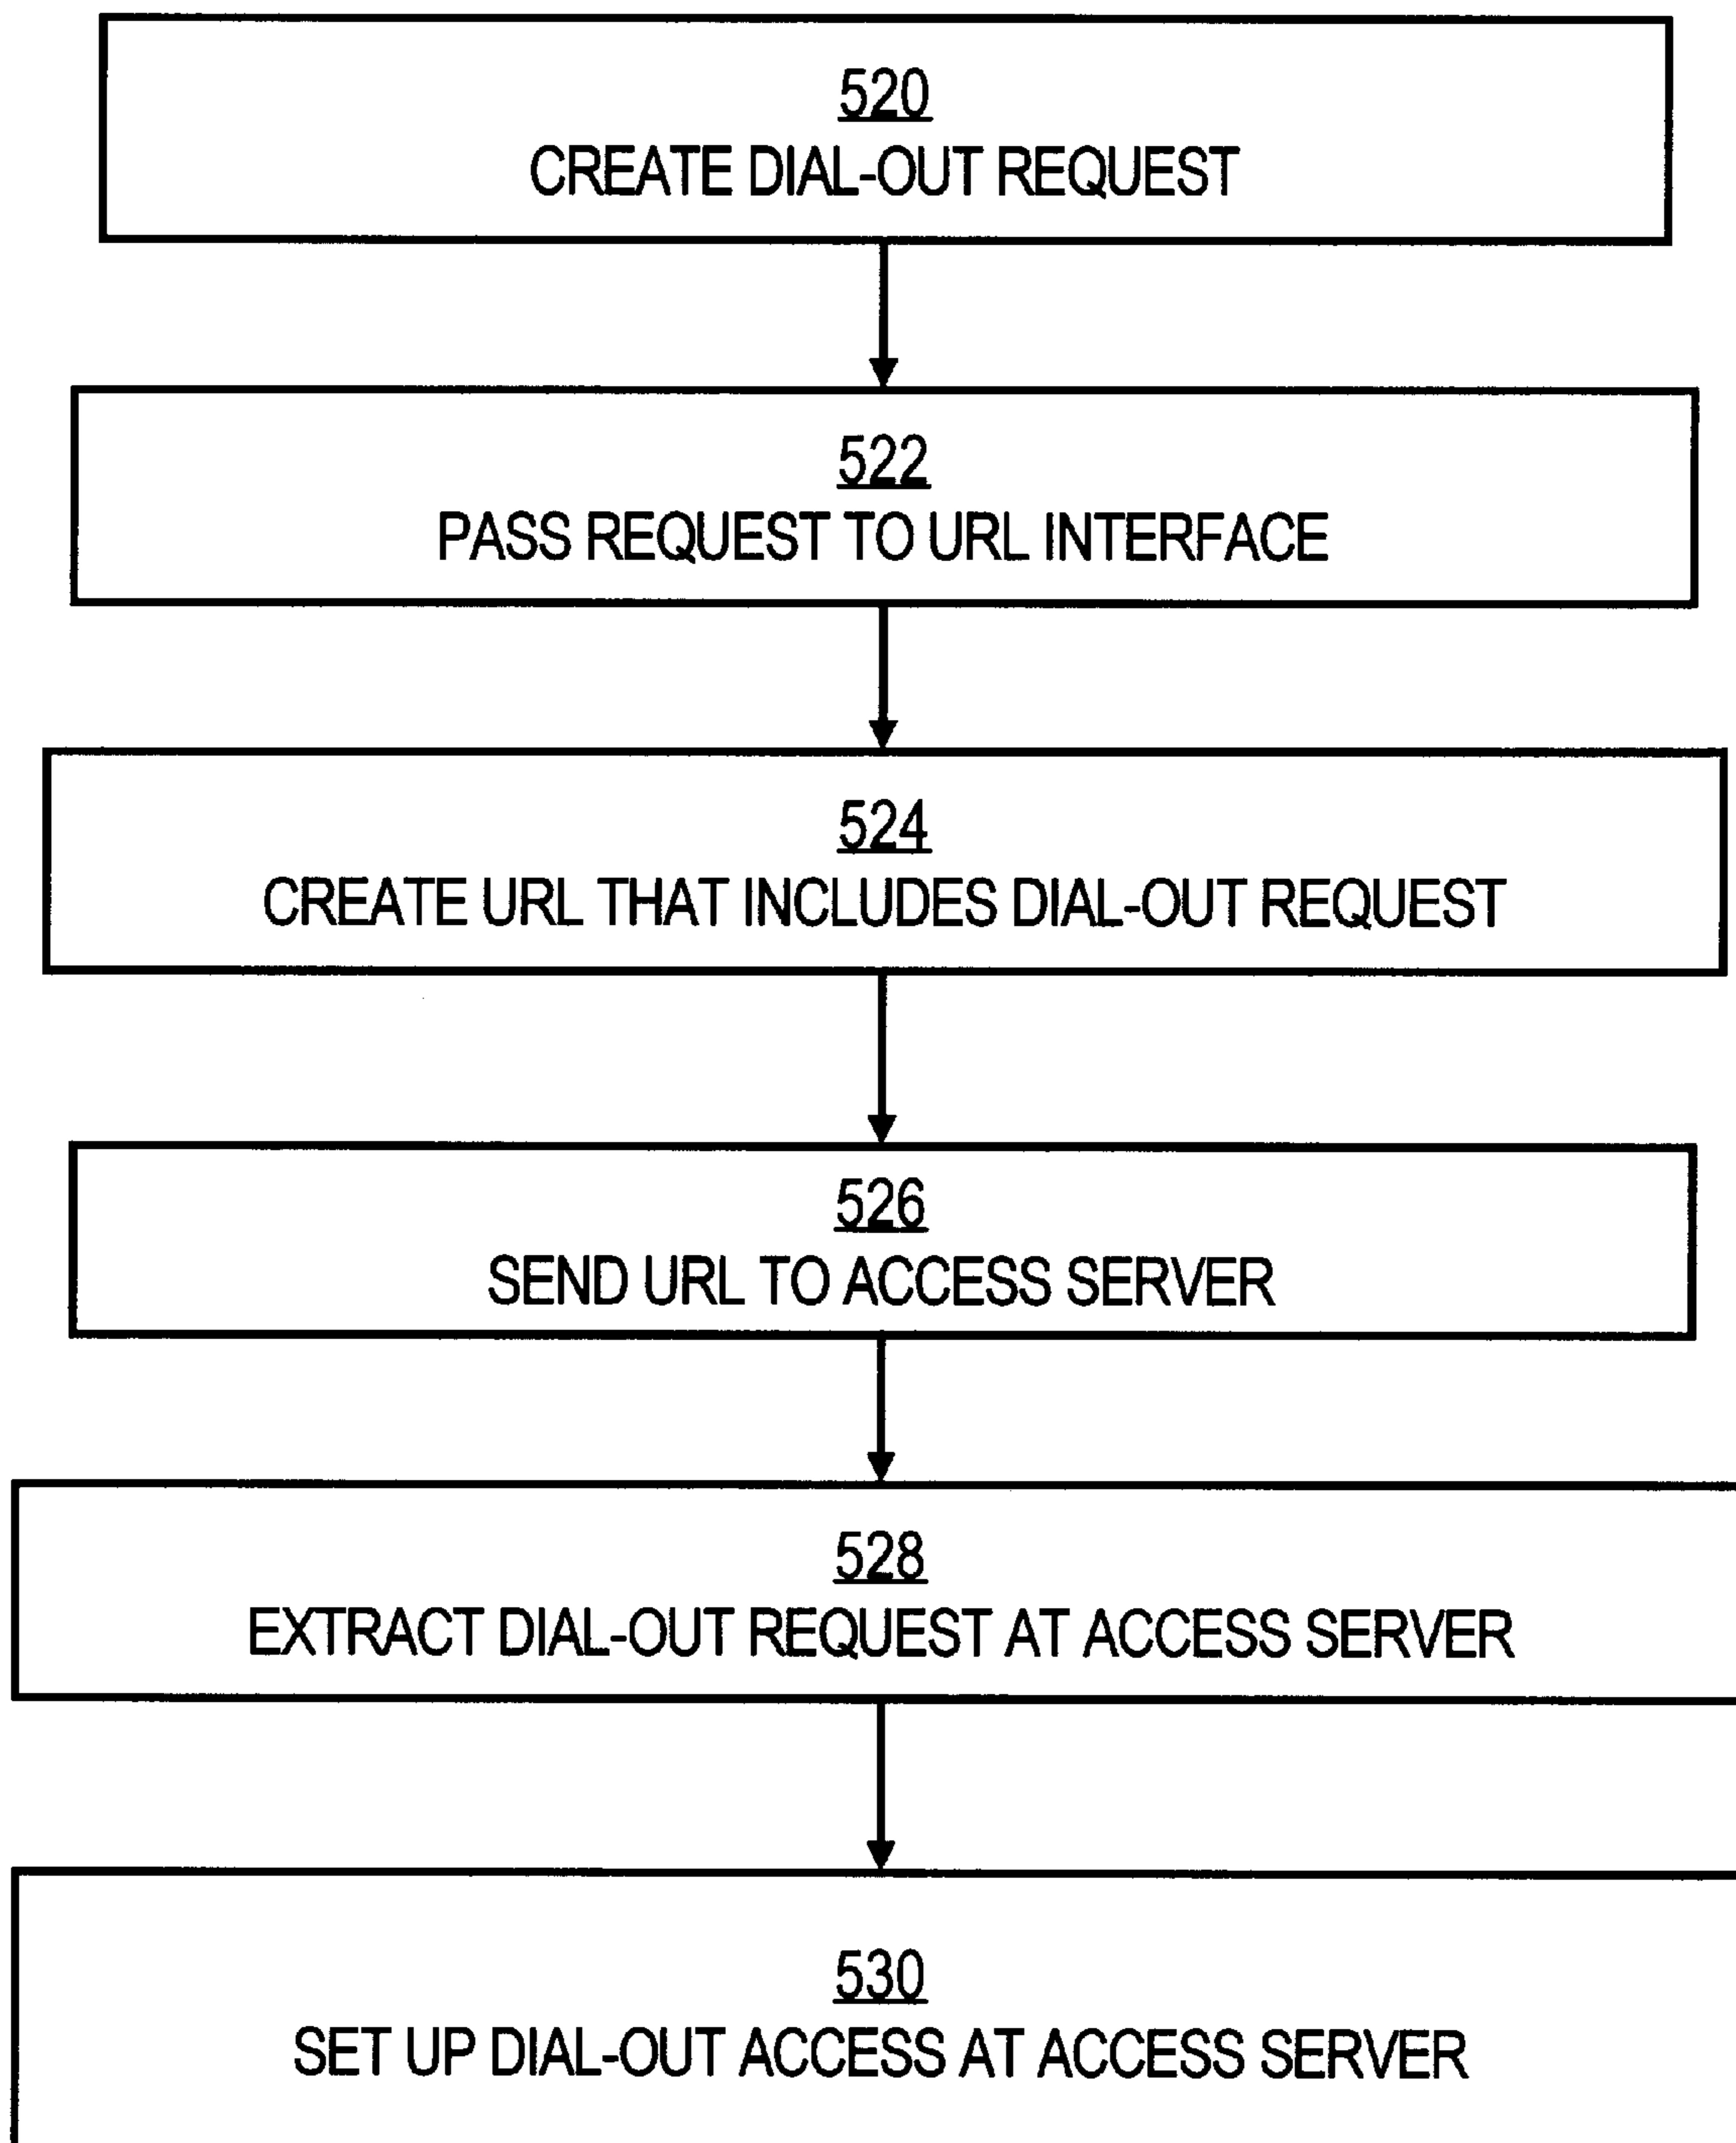 520
CREATE DIAL-OUT REQUEST
522
PASS REQUEST TO URL INTERFACE
524
CREATE URL THAT INCLUDES DIAL-OUT REQUEST
526
SEND URL TO ACCESS SERVER
528
EXTRACT DIAL-OUT REQUEST AT ACCESS SERVER
530
SET UP DIAL-OUT ACCESS AT ACCESS SERVER